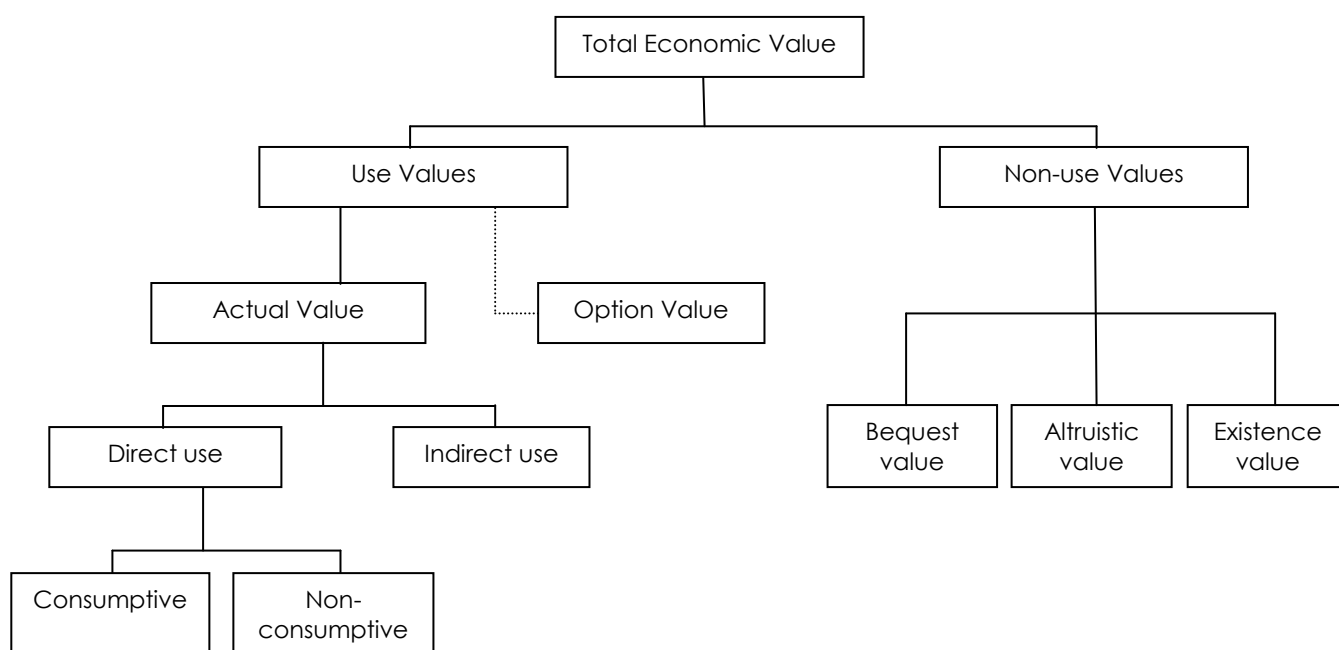 Total Economic Value
Use Values
Non-use Values
Actual Value
Option Value
Bequest
value
Altruistic
value
Existence
value
Direct use
Indirect use
Consumptive
Non-
consumptive